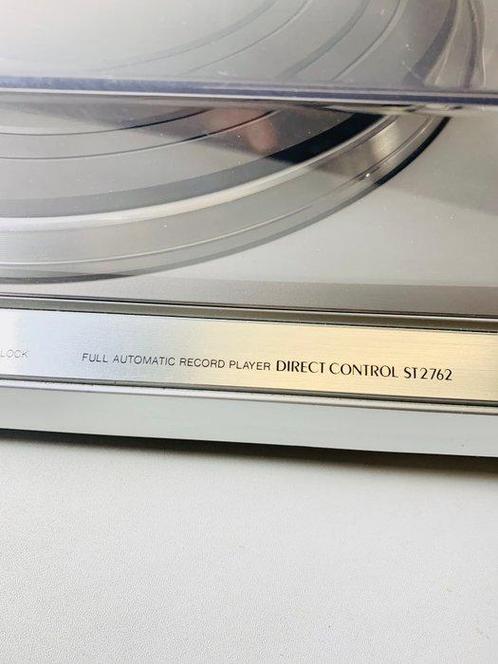 LOCK FULL AUTOMATIC RECORD PLAYER DIRECT CONTROL ST2762